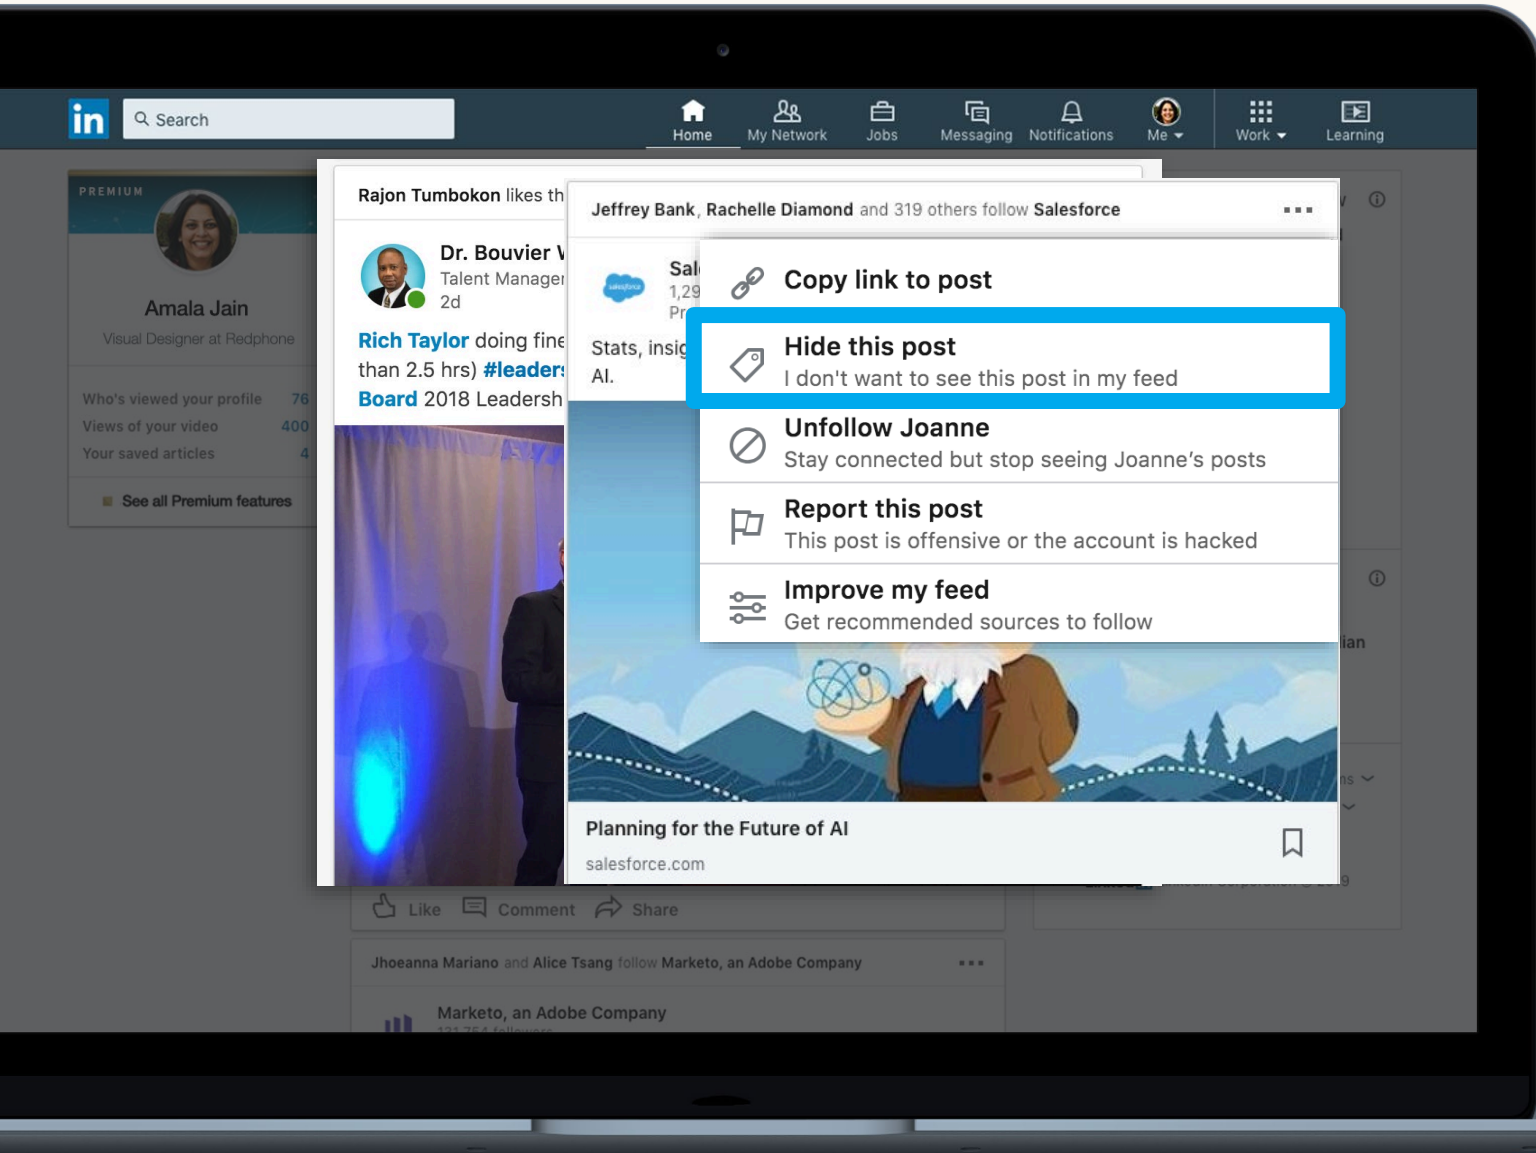 in
Search
Home
My Network
Jobs
Messaging
Notifications
Me
Work
Learning
PREMIUM
Amala Jain
Visual Designer at Redphone
Who's viewed your profile 76
Views of your video 400
Your saved articles 4
See all Premium features
Rajon Tumbokon likes
Dr. Bouvier
Talent
2d
Rich Taylor doing fine
than 2.5 hrs)
Board 2018
Jeffrey Bank, Rachelle Diamond and 319 others follow Salesforce
salesforce
Stats,
AI.
Copy link to post
Hide this post
I don't want to see this post in my feed
Unfollow Joanne
Stay connected but stop seeing Joanne’s posts
Report this post
This post is offensive or the account is hacked
Improve my feed
Get recommended sources to follow
Planning for the Future of AI
salesforce.com
Like
Comment
Share
Jhoeanna Mariano and Alice Tsang follow Marketo, an Adobe Company
Marketo, an Adobe Company